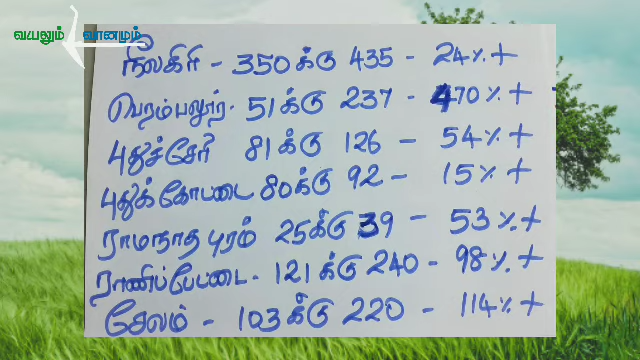 வயலும் வானமும்
நீலகிரி - 350க்கு 435 - 24% +
பெரம்பலூர். 51க்கு 237 - 470% +
புதுச்சேரி 81க்கு 126 - 54% +
புதுக்கோட்டை 80க்கு 92 - 15% +
ராமநாதபுரம் 25க்கு 39 - 53% +
ராணிப்பேட்டை - 121க்கு 240 - 98% +
சேலம் - 103க்கு 220 - 114% +